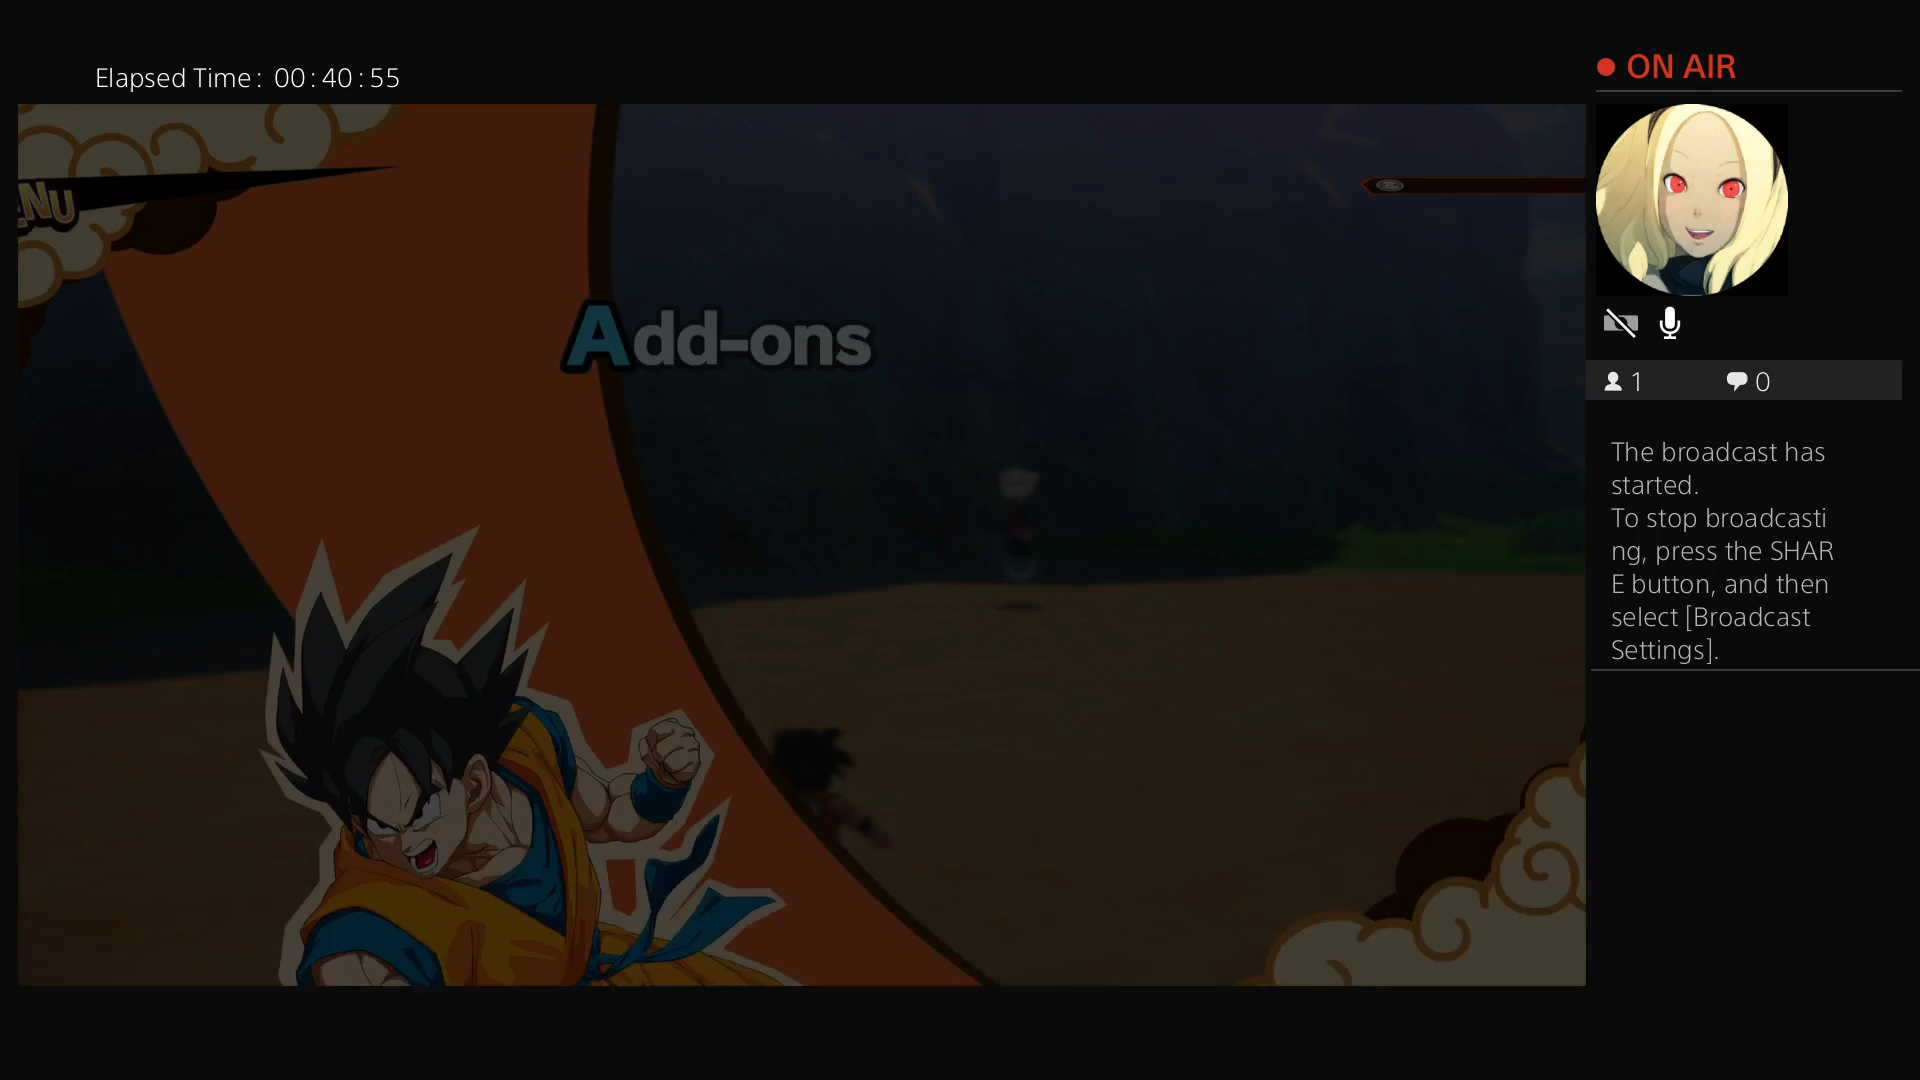 Elapsed Time: 00:40:55
ON AIR
NU
Add-ons
1
0
The broadcast has
started.
To stop broadcasti
ng, press the SHAR
E button, and then
select [Broadcast
Settings].